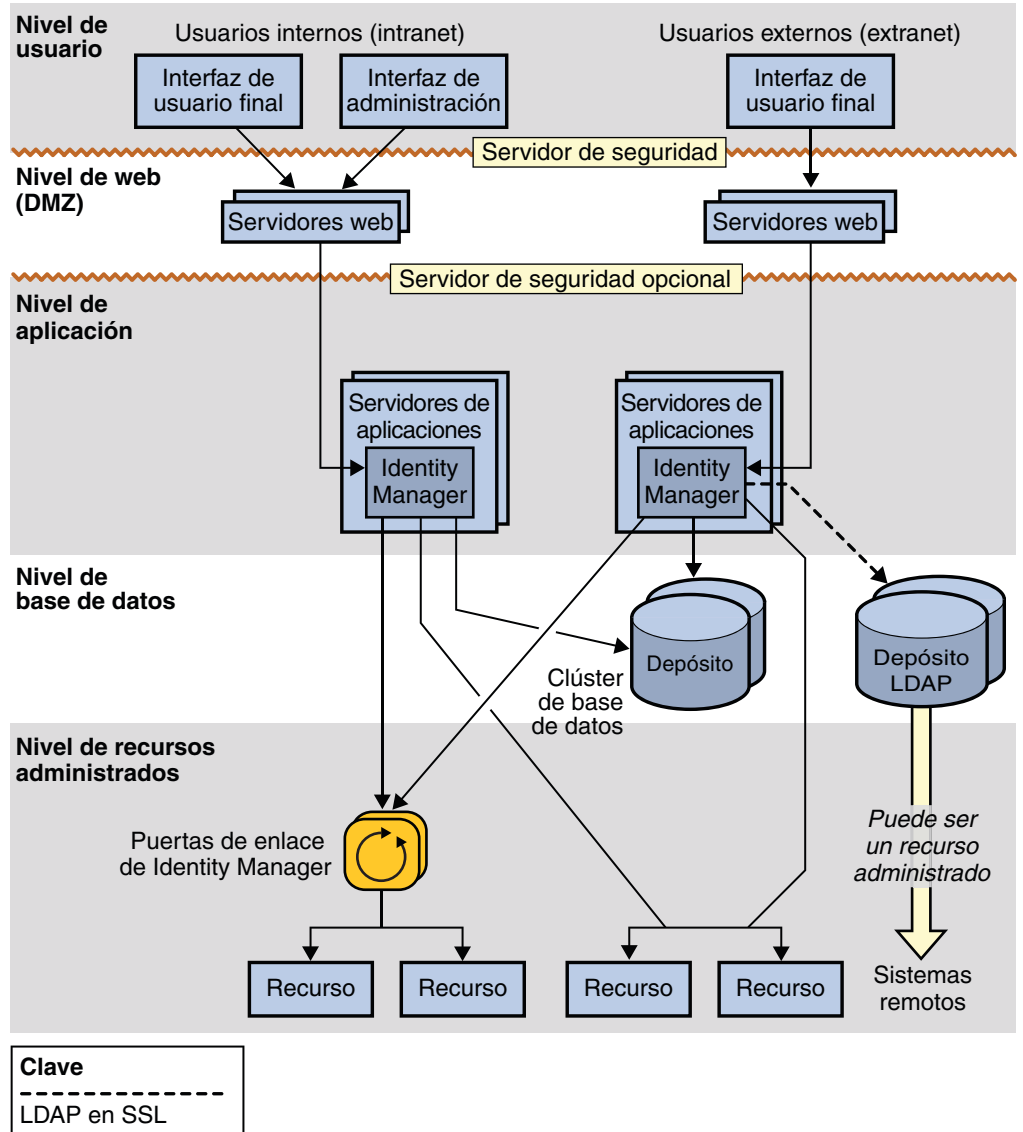 Nivel de
usuario
Usuarios internos (intranet)
Usuarios externos (extranet)
Interfaz de
usuario final
Interfaz de
administración
Interfaz de
usuario final
Servidor de seguridad
Nivel de web
(DMZ)
Servidores web
Servidores web
Servidor de seguridad opcional
Nivel de
aplicación
Servidores de
aplicaciones
Identity
Manager
Servidores de
aplicaciones
Identity
Manager
Nivel de
base de datos
Depósito
Clúster
de base
de datos
Depósito
LDAP
Nivel de recursos
administrados
Puertas de enlace
de Identity Manager
Puede ser
un recurso
administrado
Recurso
Recurso
Recurso
Recurso
Sistemas
remotos
Clave
LDAP en SSL